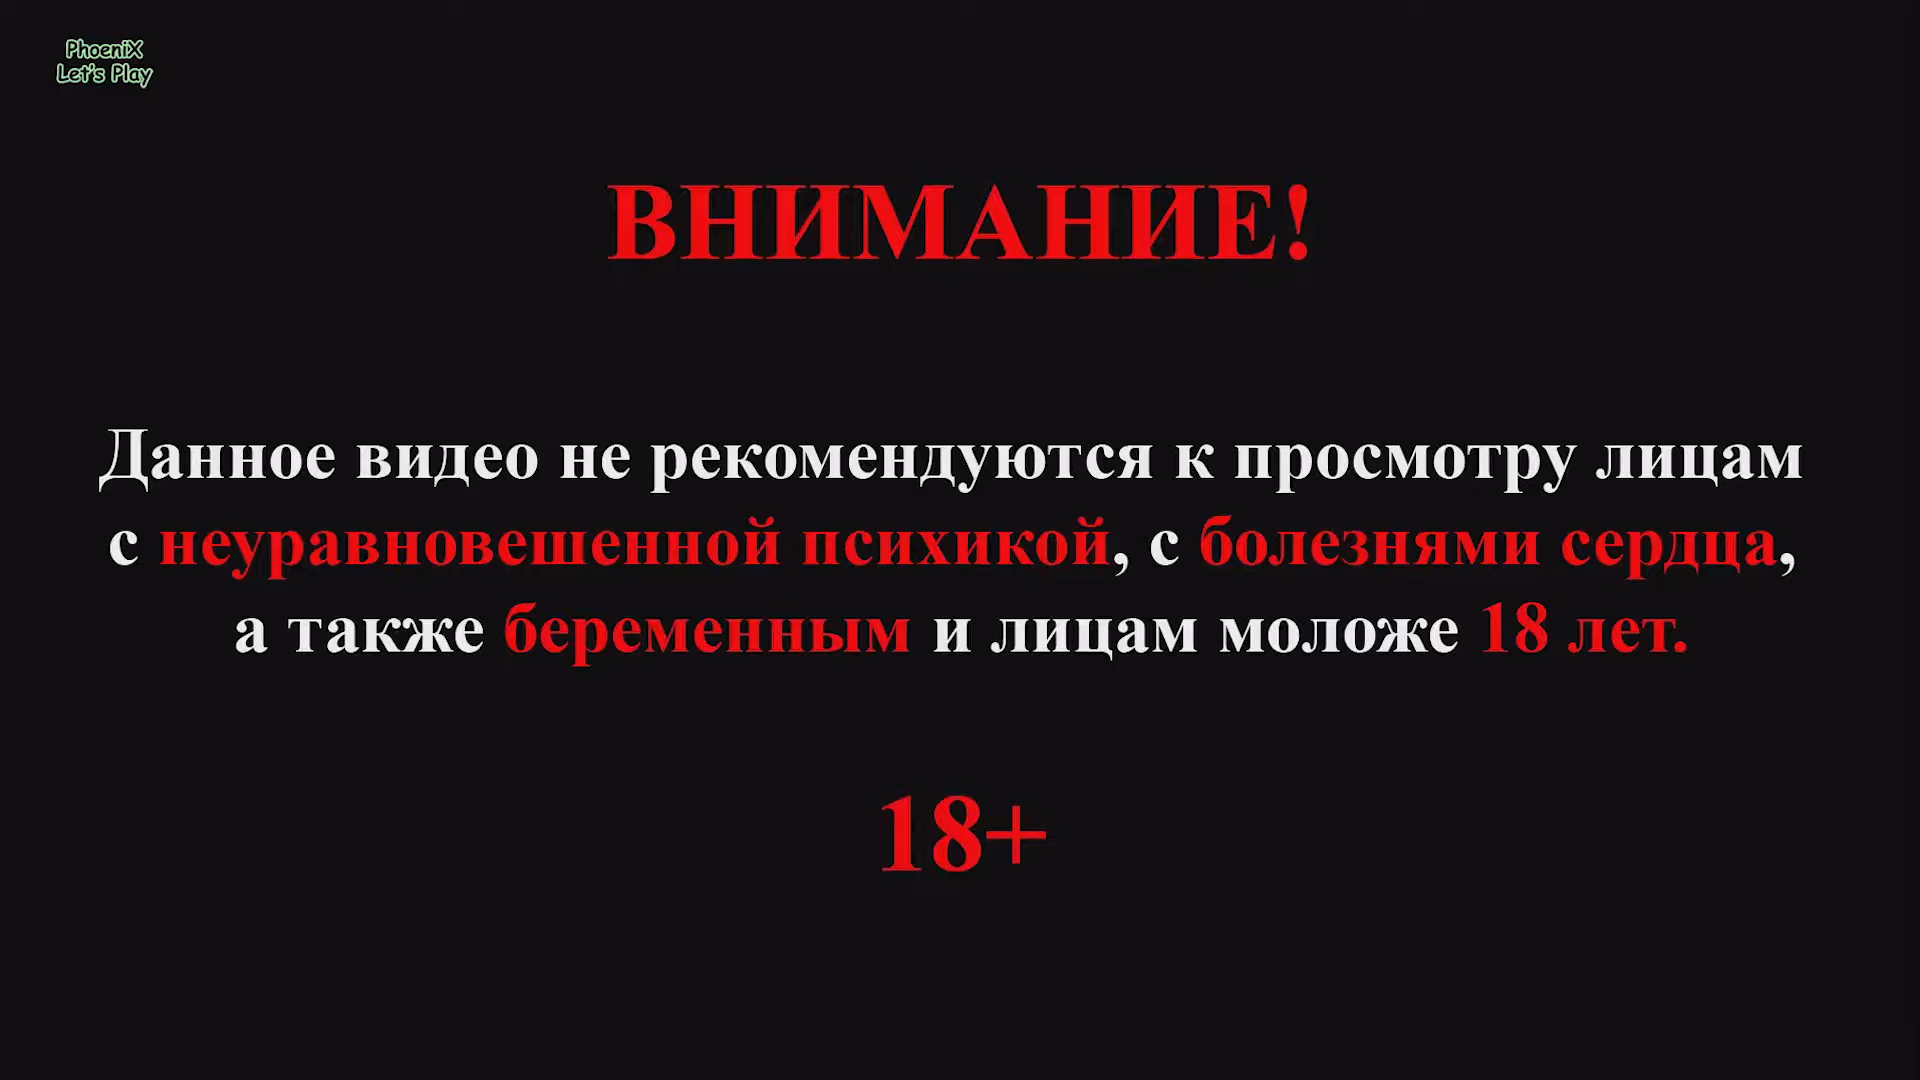 PhoeniX
Let's Play
ВНИМАНИЕ!
Данное видео не рекомендуются к просмотру лицам
с неуравновешенной психикой, с болезнями сердца,
а также беременным и лицам моложе 18 лет.
18+